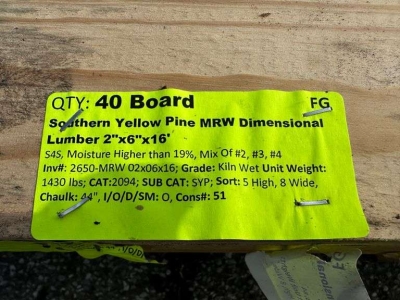 QTY: 40 Board FG
Southern Yellow Pine MRW Dimensional
Lumber 2"x6"x16'
S4S, Moisture Higher than 19%, Mix Of #2, #3, #4
Inv#: 2650-MRW 02x06x16; Grade: Kiln Wet Unit Weight:
1430 lbs; CAT:2094; SUB CAT: SYP; Sort: 5 High, 8 Wide,
Chaulk: 44", I/O/D/SM: O, Cons#: 51